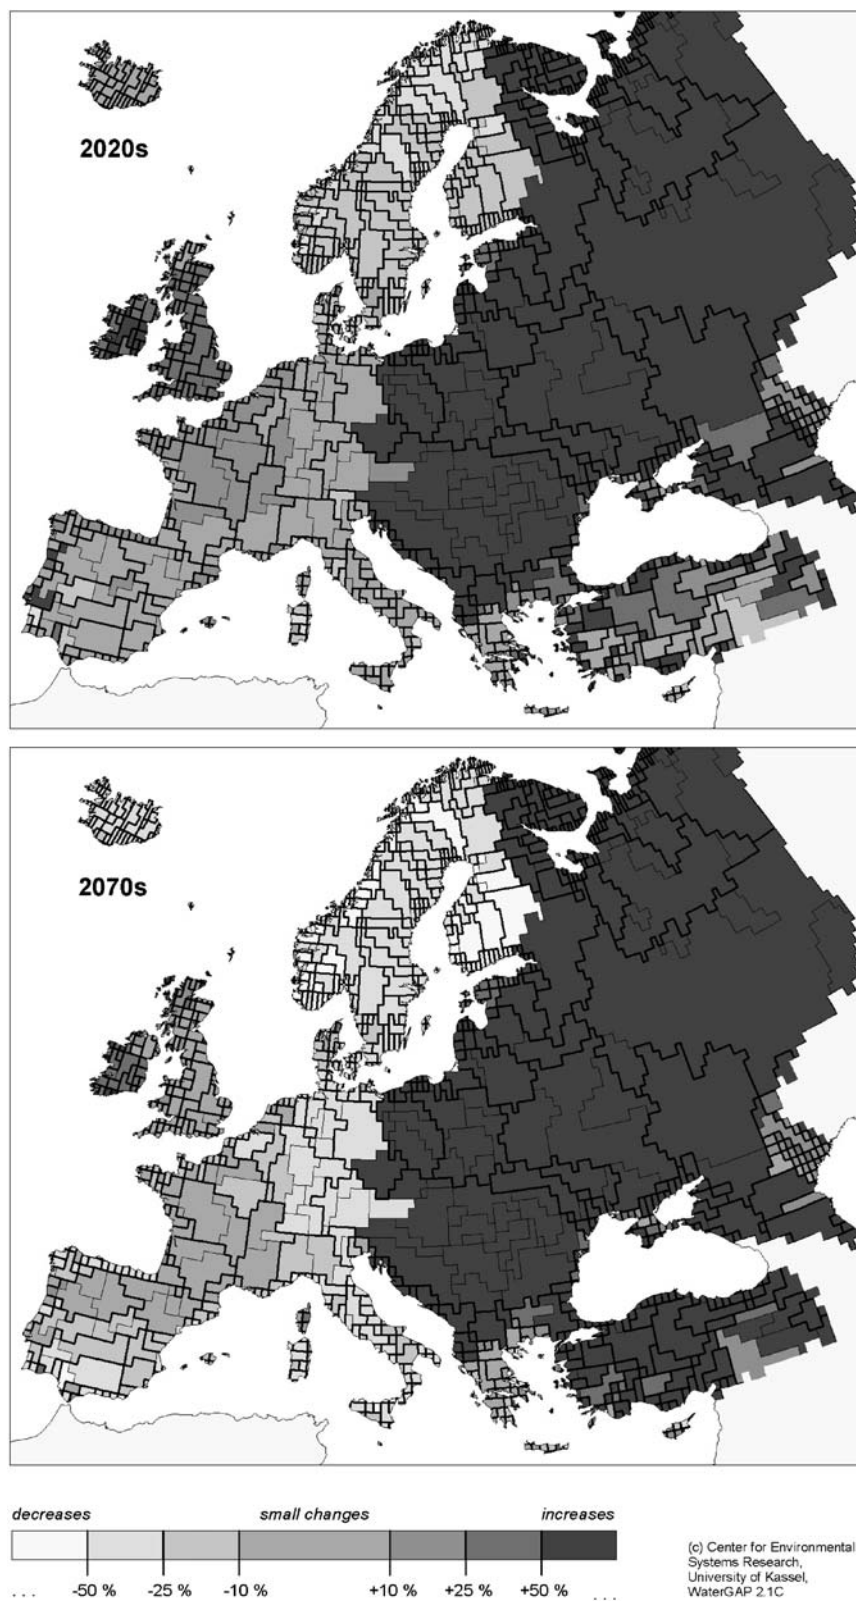 2020s
2070s
decreases small changes increases
. . . -50 % -25 % -10 % +10 % +25 % +50 % . . .
(c) Center for Environmental
Systems Research,
University of Kassel,
WaterGAP 2.1C